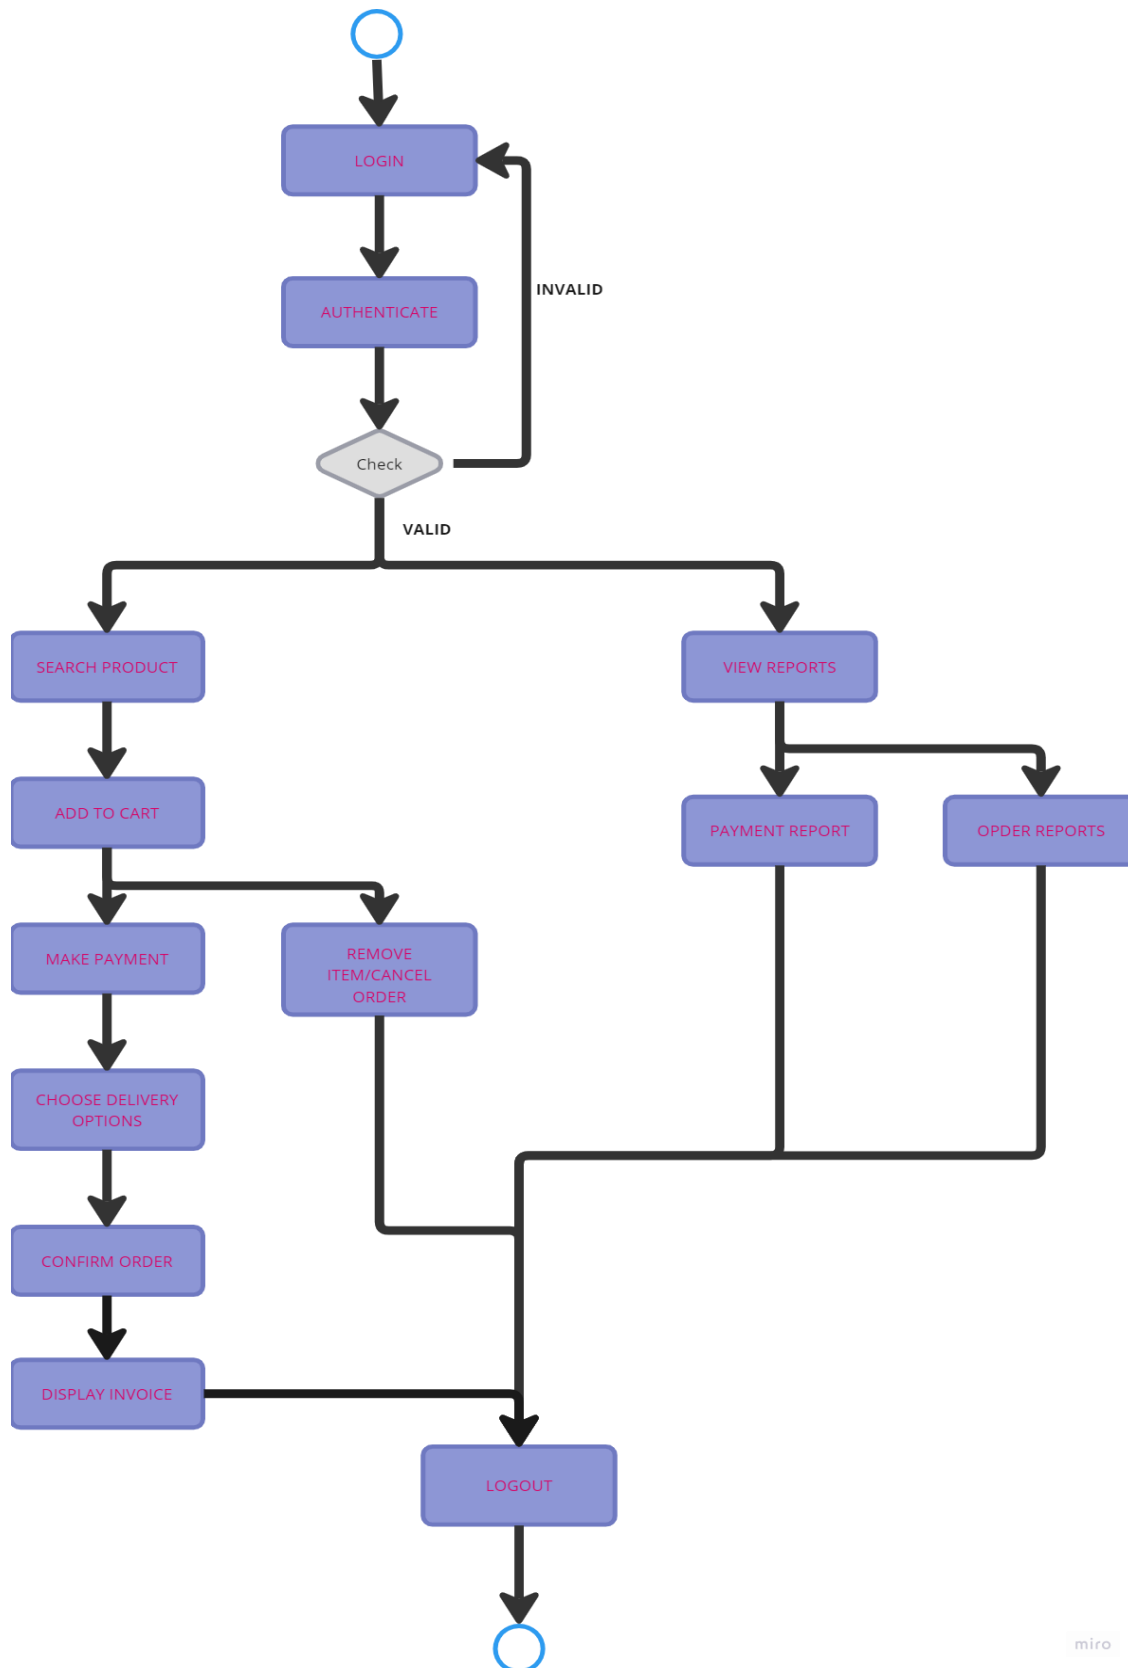 LOGIN
INVALID
AUTHENTICATE
Check
VALID
SEARCH PRODUCT
VIEW REPORTS
ADD TO CART
PAYMENT REPORT
OPDER REPORTS
MAKE PAYMENT
REMOVE
ITEM/CANCEL
ORDER
CHOOSE DELIVERY
OPTIONS
CONFIRM ORDER
DISPLAY INVOICE
LOGOUT
miro